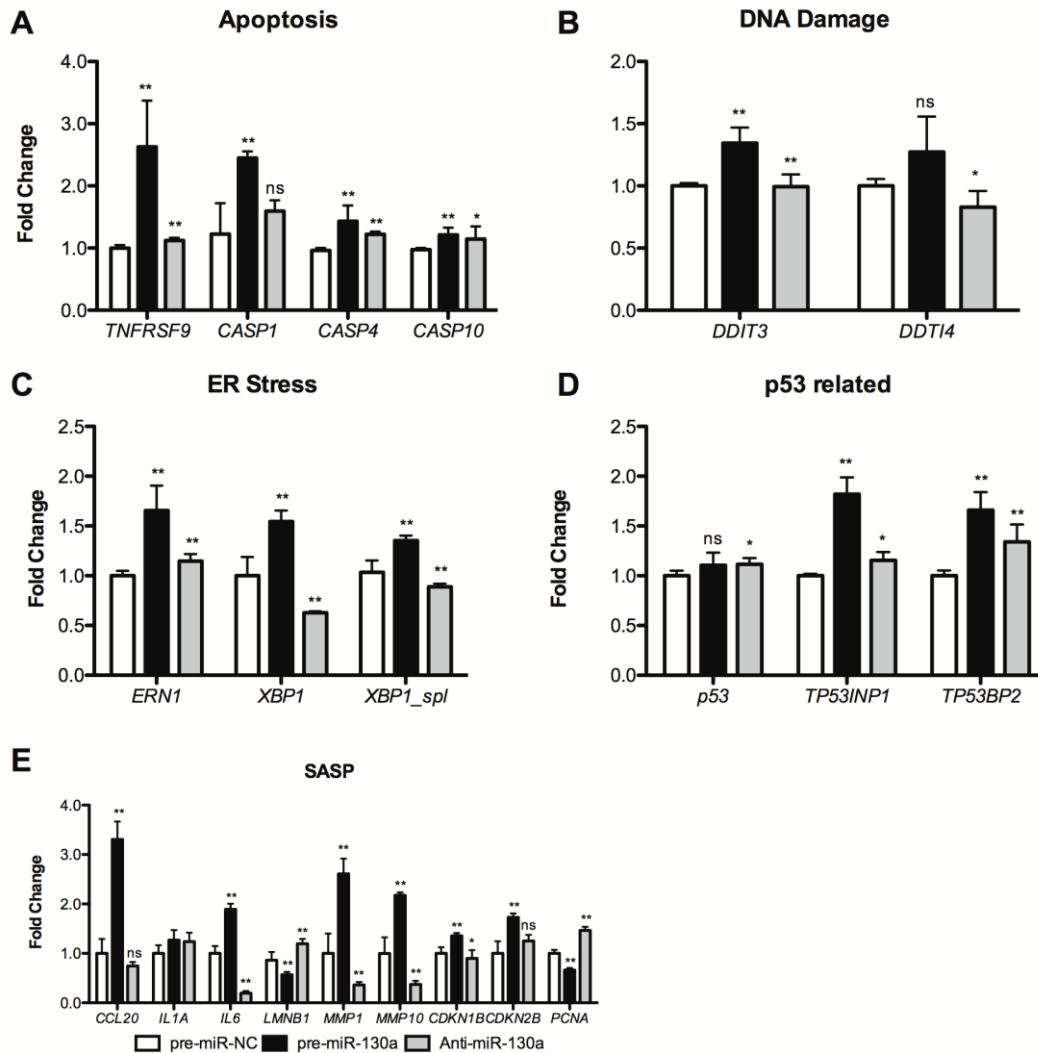 A Apoptosis
4.0
3.0
2.0
1.0
0.0
Fold Change
** ** ** ns ** ** ** *
TNFRSF9 CASP1 CASP4 CASP10
B DNA Damage
2.0
1.5
1.0
0.5
0.0
** ** ns *
DDIT3 DDTI4
C ER Stress
2.5
2.0
1.5
1.0
0.5
0.0
Fold Change
** ** ** ** ** **
ERN1 XBP1 XBP1_spl
D p53 related
2.5
2.0
1.5
1.0
0.5
0.0
Fold Change
ns * ** * ** **
p53 TP53INP1 TP53BP2
E SASP
4.0
3.0
2.0
1.0
0.0
Fold Change
** ns ** ** ** ** ** ** ** ** ** * ** ns ** **
CCL20 IL1A IL6 LMNB1 MMP1 MMP10 CDKN1B CDKN2B PCNA
pre-miR-NC pre-miR-130a Anti-miR-130a